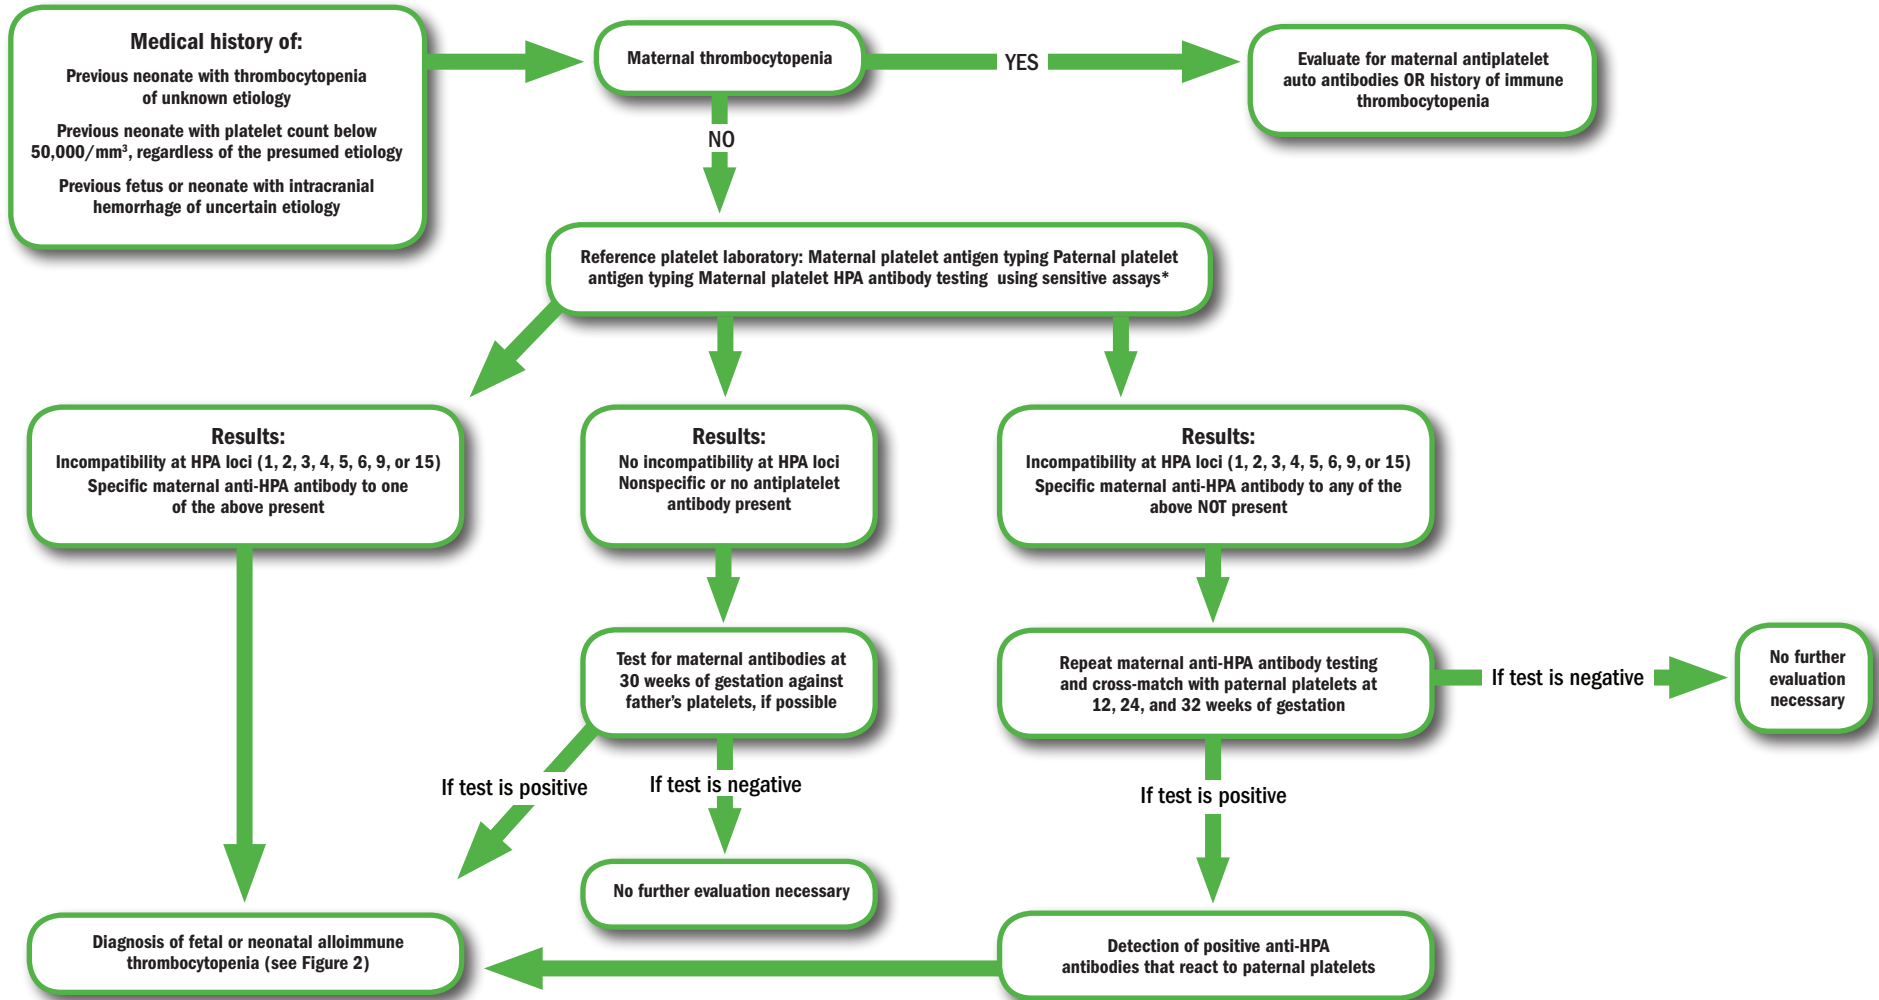 Medical history of:
Previous neonate with thrombocytopenia
of unknown etiology
Previous neonate with platelet count below
50,000/mm³, regardless of the presumed etiology
Previous fetus or neonate with intracranial
hemorrhage of uncertain etiology
Maternal thrombocytopenia
YES
Evaluate for maternal antiplatelet
auto antibodies OR history of immune
thrombocytopenia
NO
Reference platelet laboratory: Maternal platelet antigen typing Paternal platelet
antigen typing Maternal platelet HPA antibody testing using sensitive assays*
Results:
Incompatibility at HPA loci (1, 2, 3, 4, 5, 6, 9, or 15)
Specific maternal anti-HPA antibody to one
of the above present
Results:
No incompatibility at HPA loci
Nonspecific or no antiplatelet
antibody present
Results:
Incompatibility at HPA loci (1, 2, 3, 4, 5, 6, 9, or 15)
Specific maternal anti-HPA antibody to any of the
above NOT present
Test for maternal antibodies at
30 weeks of gestation against
father's platelets, if possible
Repeat maternal anti-HPA antibody testing
and cross-match with paternal platelets at
12, 24, and 32 weeks of gestation
If test is negative
No further
evaluation
necessary
If test is positive
If test is negative
If test is positive
No further evaluation necessary
Diagnosis of fetal or neonatal alloimmune
thrombocytopenia (see Figure 2)
Detection of positive anti-HPA
antibodies that react to paternal platelets